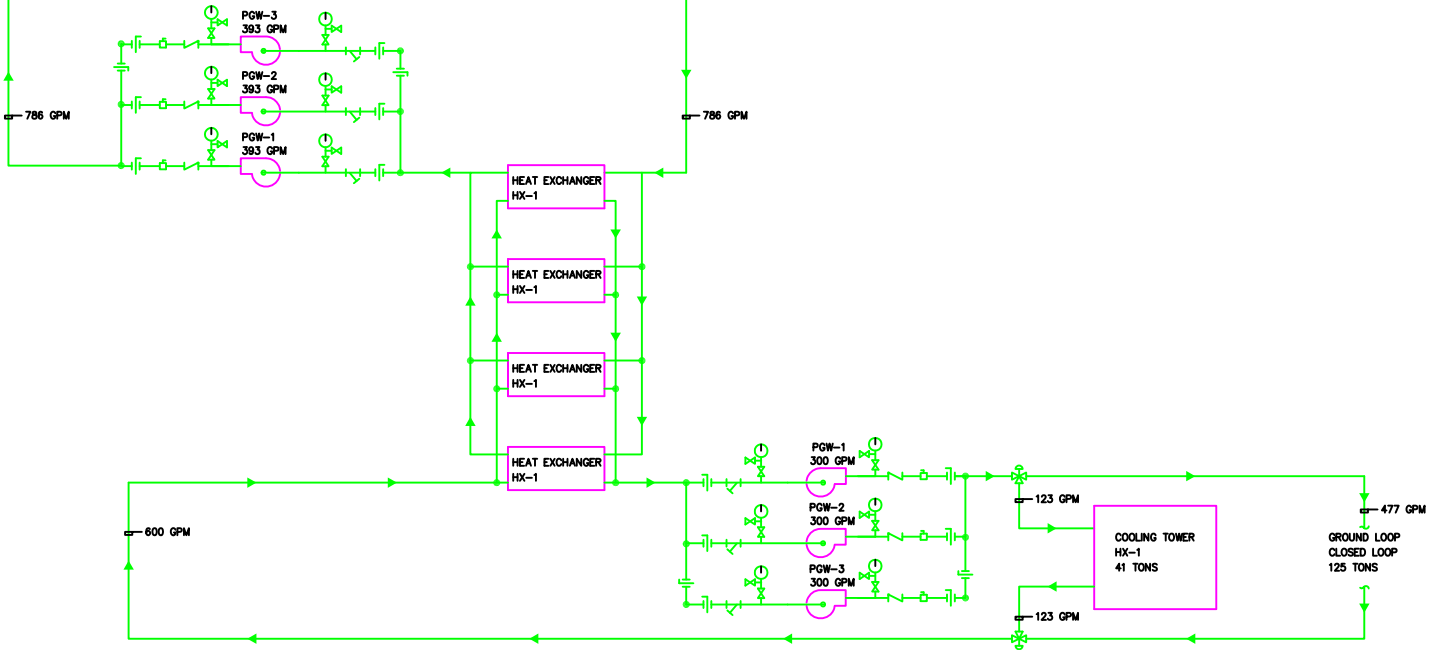 PGW-3
393 GPM
PGW-2
393 GPM
786 GPM
786 GPM
PGW-1
393 GPM
HEAT EXCHANGER
HX-1
HEAT EXCHANGER
HX-1
HEAT EXCHANGER
HX-1
HEAT EXCHANGER
HX-1
PGW-1
300 GPM
123 GPM
477 GPM
PGW-2
300 GPM
600 GPM
COOLING TOWER
HX-1
41 TONS
GROUND LOOP
CLOSED LOOP
125 TONS
PGW-3
300 GPM
123 GPM